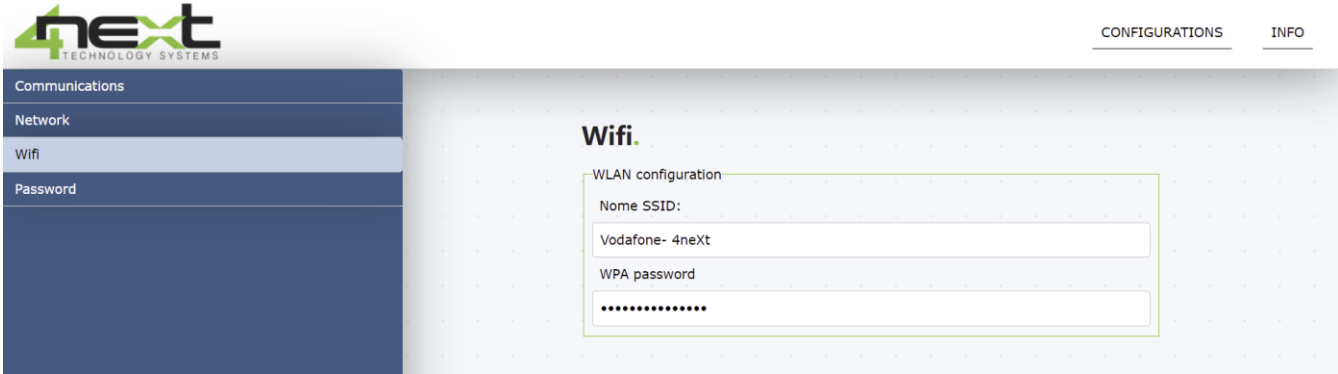 4next
TECHNOLOGY SYSTEMS
CONFIGURATIONS
INFO
Communications
Network
Wifi
Password
Wifi.
WLAN configuration
Nome SSID:
Vodafone- 4neXt
WPA password
•••••••••••••••